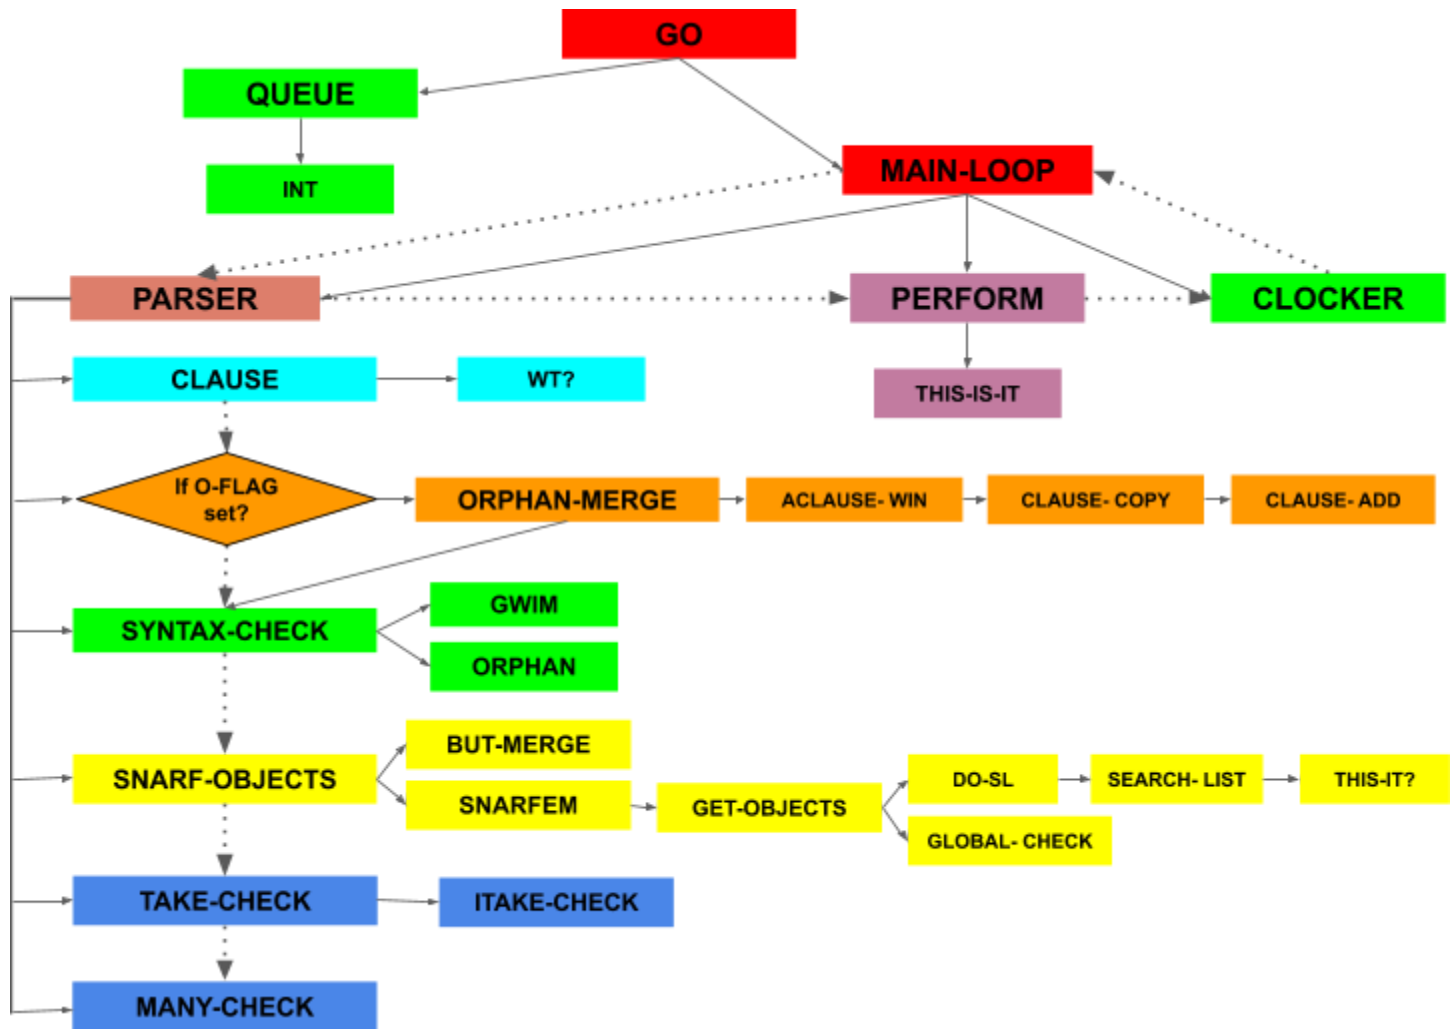 GO
QUEUE
INT
MAIN-LOOP
PARSER
PERFORM
CLOCKER
THIS-IS-IT
CLAUSE
WT?
If O-FLAG
set?
ORPHAN-MERGE
ACLAUSE- WIN
CLAUSE- COPY
CLAUSE- ADD
SYNTAX-CHECK
GWIM
ORPHAN
SNARF-OBJECTS
BUT-MERGE
SNARFEM
GET-OBJECTS
DO-SL
SEARCH- LIST
THIS-IT?
GLOBAL- CHECK
TAKE-CHECK
ITAKE-CHECK
MANY-CHECK